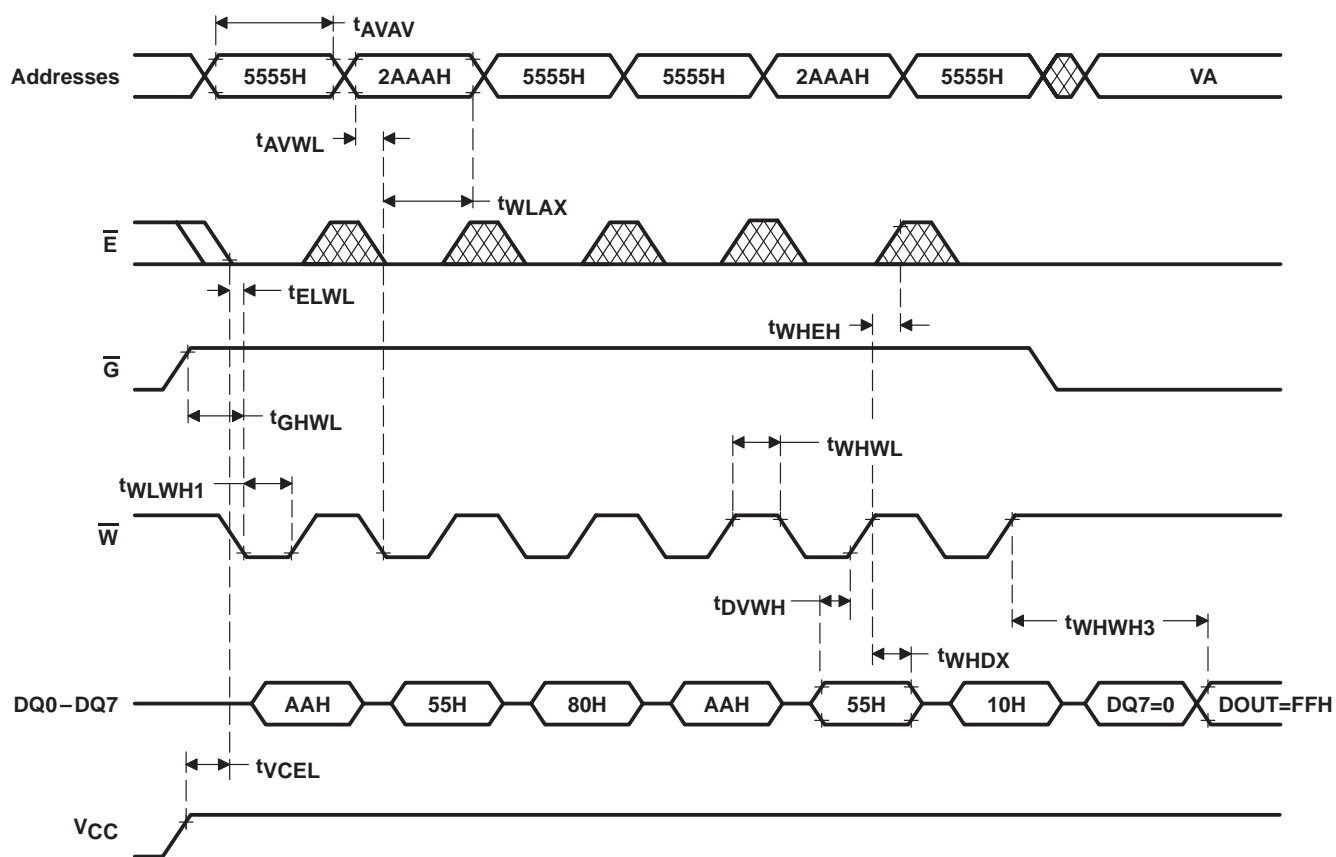 tAVAV
Addresses 5555H 2AAAH 5555H 5555H 2AAAH 5555H VA
tAVWL
tWLAX
E
tELWL
tWHEH
G
tGHWL
tWHWL
tWLWH1
W
tDVWH
tWHWH3
tWHDX
DQ0–DQ7 AAH 55H 80H AAH 55H 10H DQ7=0 DOUT=FFH
tVCEL
VCC